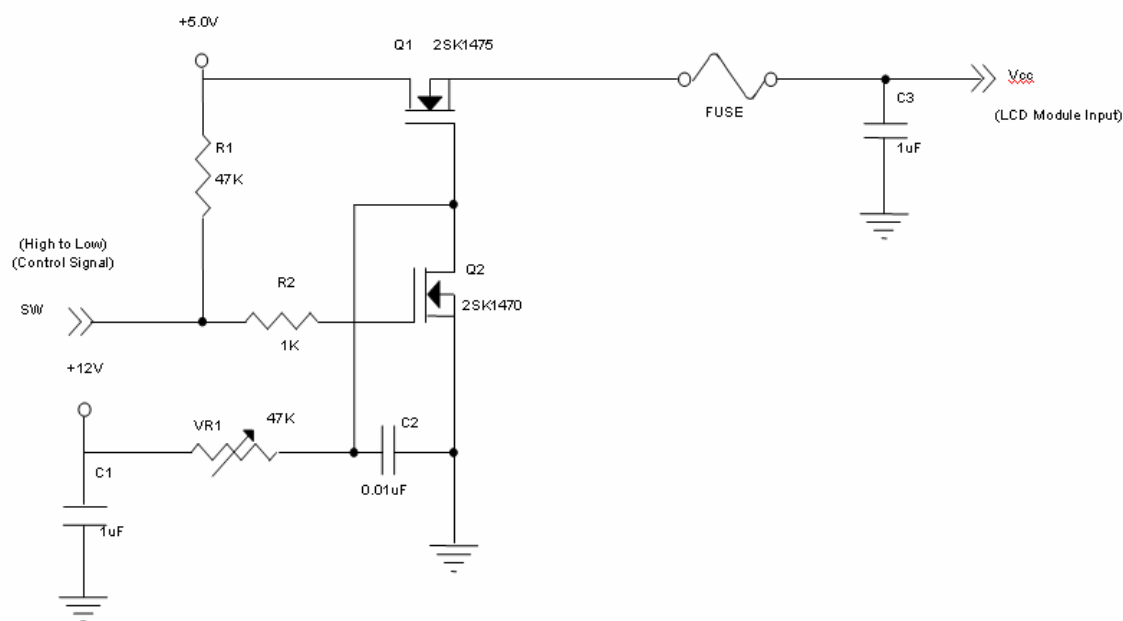 +5.0V
Q1 2SK1475
Vcc
C3
FUSE
(LCD Module Input)
R1
1uF
47K
(High to Low)
(Control Signal)
Q2
R2
SW
2SK1470
1K
+12V
47K
VR1
C2
C1
0.01uF
1uF